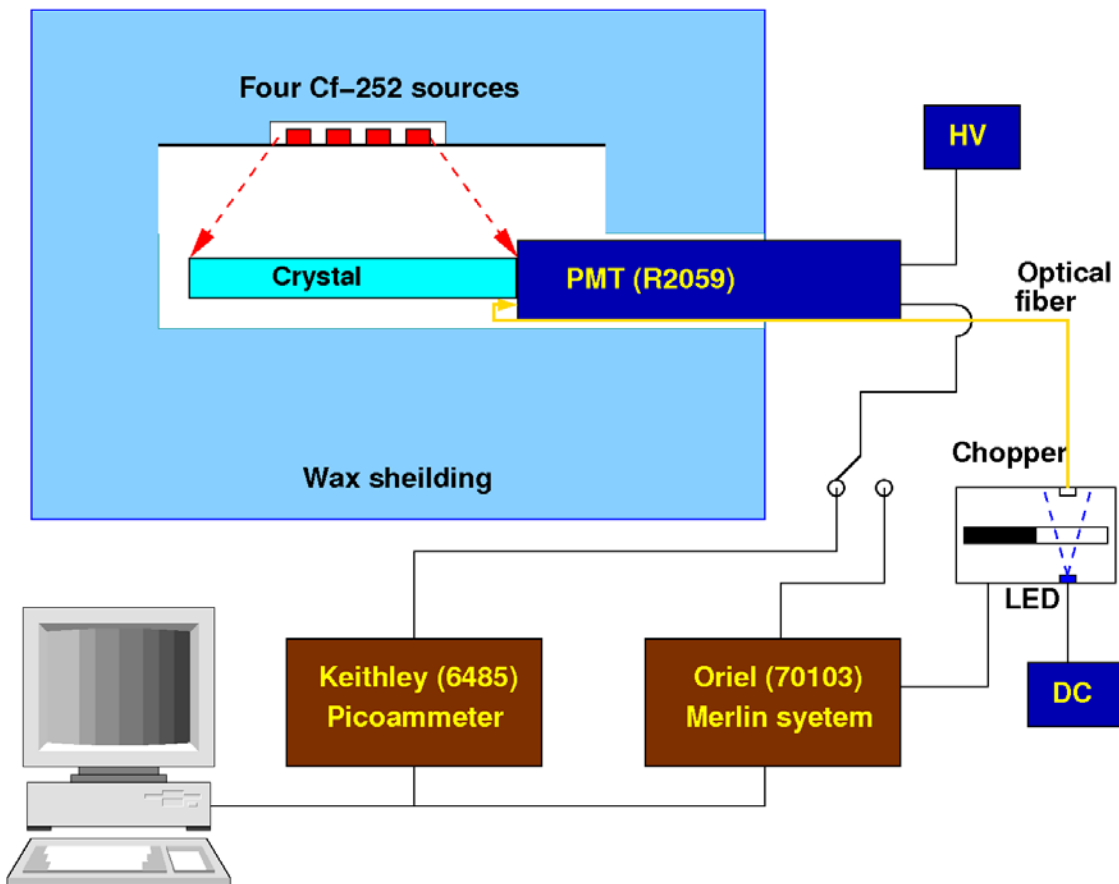 Four Cf−252 sources
HV
Crystal
PMT (R2059)
Optical
fiber
Wax sheilding
Chopper
LED
Keithley (6485)
Picoammeter
Oriel (70103)
Merlin syetem
DC